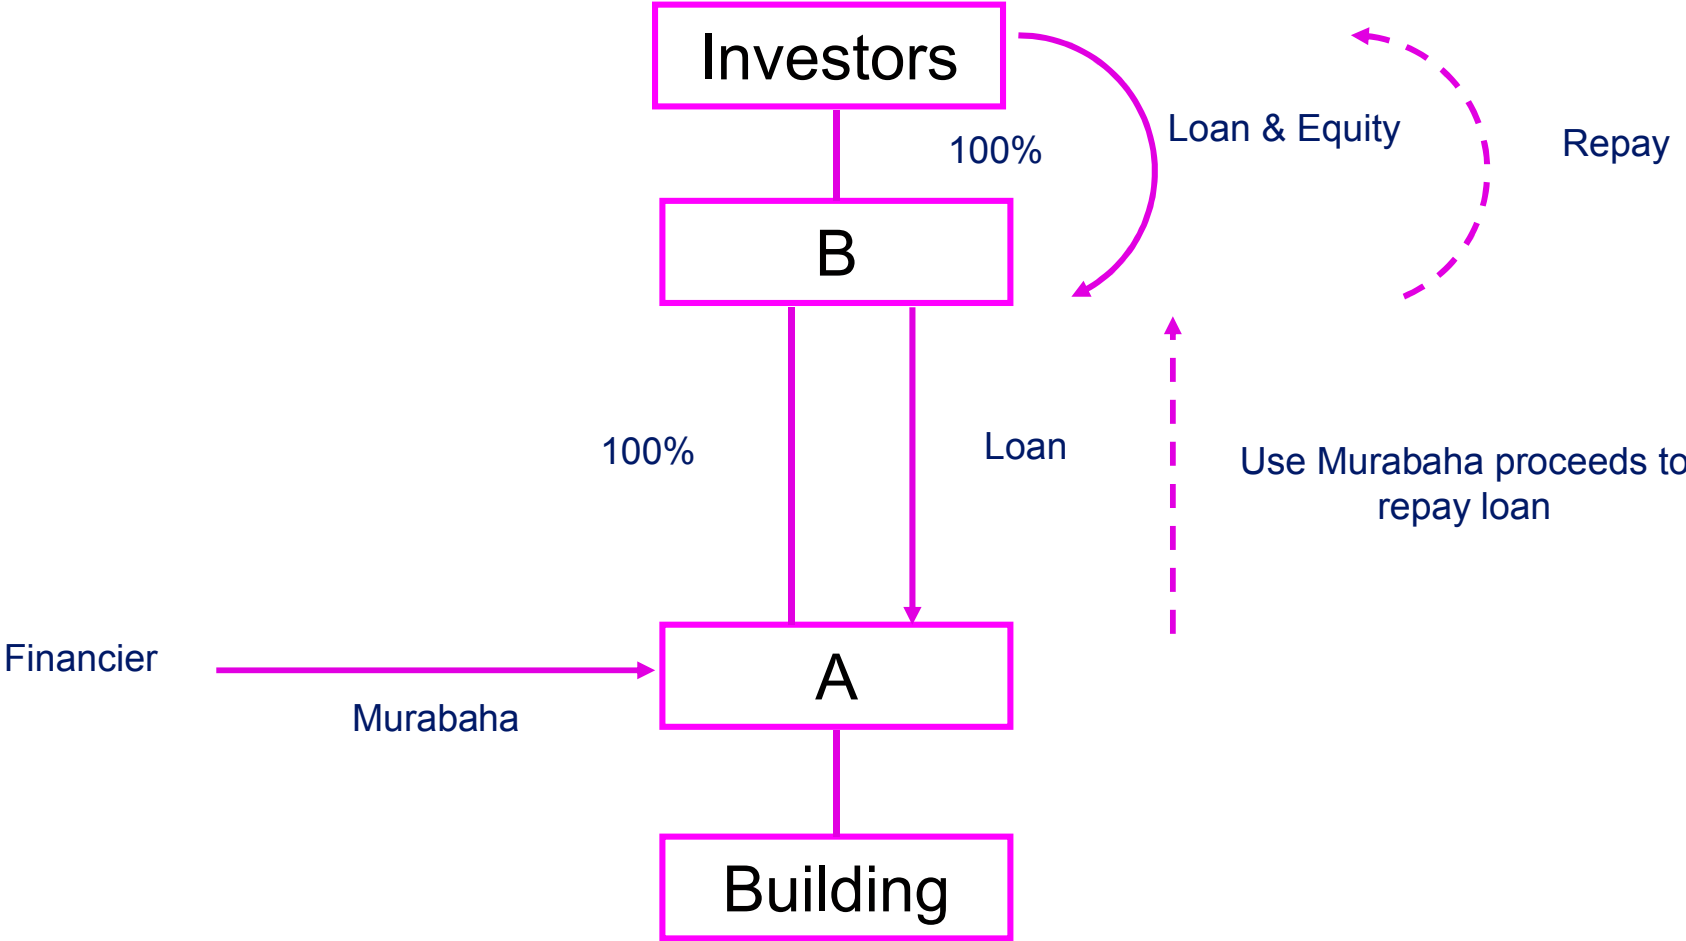 Investors
100%
Loan & Equity
Repay
B
100%
Loan
Use Murabaha proceeds to
repay loan
Financier
Murabaha
A
Building